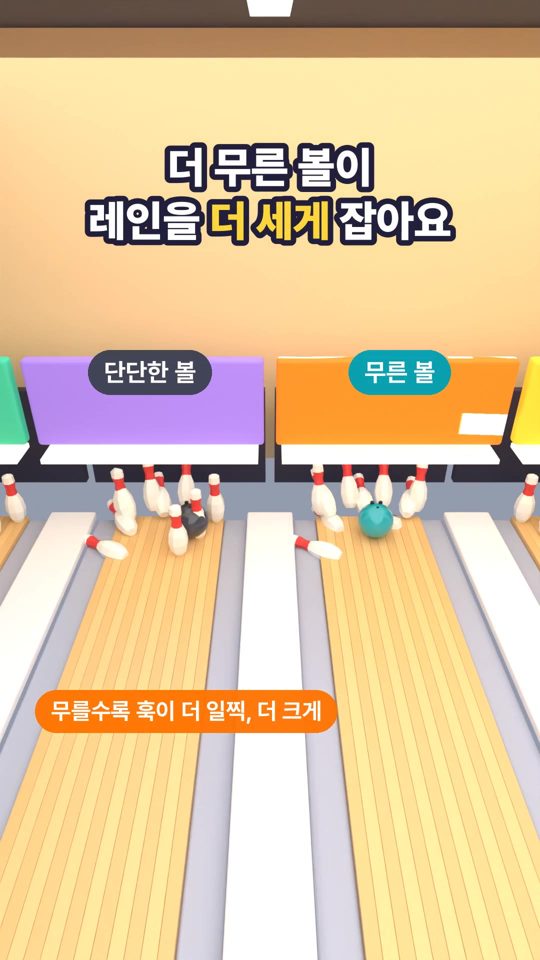 더 무른 볼이
레인을 더 세게 잡아요
단단한 볼
무른 볼
무를수록 훅이 더 일찍, 더 크게